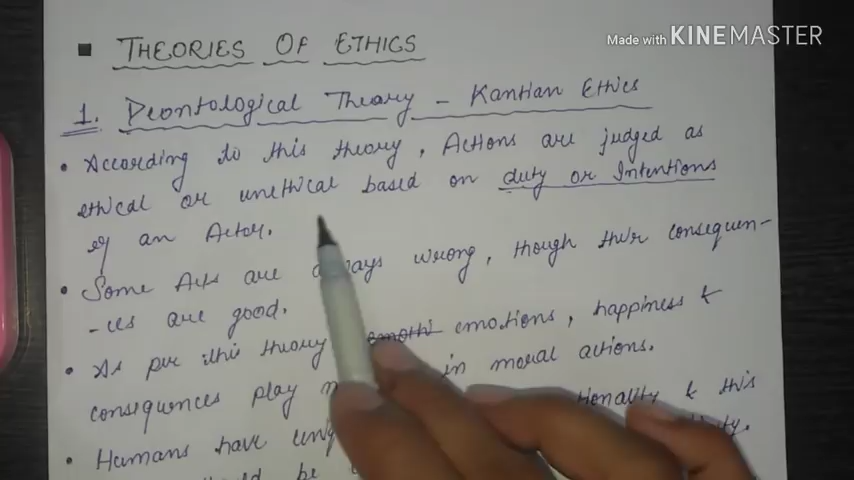 Made with KINEMASTER
THEORIES OF ETHICS
1. Deontological Theory - Kantian Ethics
• According to this theory, Actions are judged as
ethical or unethical based on duty or Intentions
of an Actor.
• Some Acts are always wrong, though their consequen-
-ces are good.
• As per this theory emotions, happiness &
consequences play in moral actions.
• Humans have & this
be